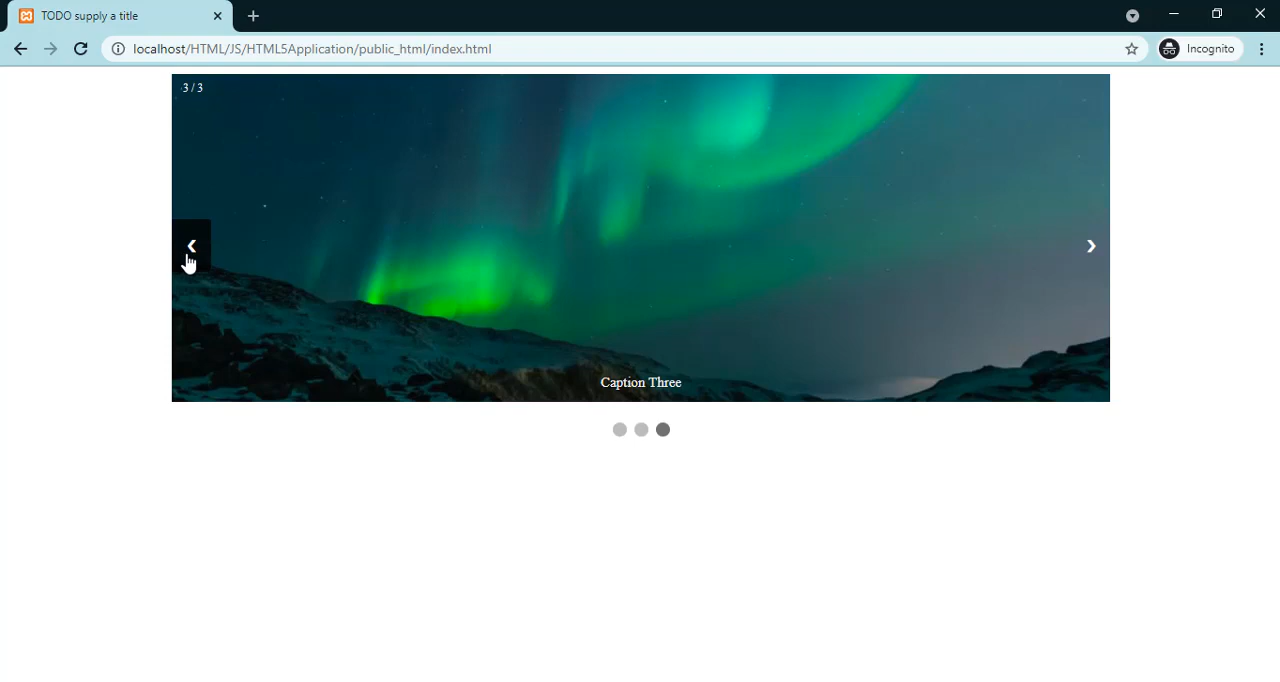 TODO supply a title
localhost/HTML/JS/HTML5Application/public_html/index.html
Incognito
3 / 3
❮
❯
Caption Three